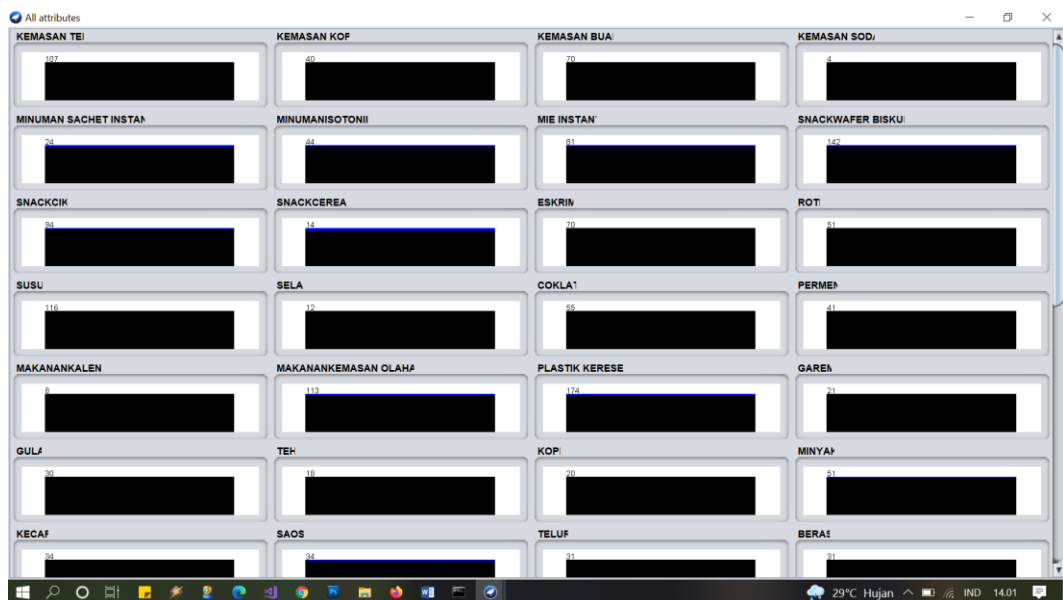 All attributes
KEMASAN TEI KEMASAN KOF KEMASAN BUA KEMASAN SOD
107 40 70 4
MINUMAN SACHET INSTAN MINUMANISOTONII MIE INSTAN SNACKWAFER BISKU
24 44 81 142
SNACKCIK SNACKCEREA ESKRIM ROTI
94 14 70 51
SUSU SELA COKLAT PERMEN
116 12 55 41
MAKANANKALEN MAKANANKEMASAN OLAHA PLASTIK KERESE GAREM
8 113 174 21
GULA TEH KOPI MINYAK
30 18 20 51
KECAP SAOS TELUR BERAS
34 34 31 31
29°C Hujan IND 14.01